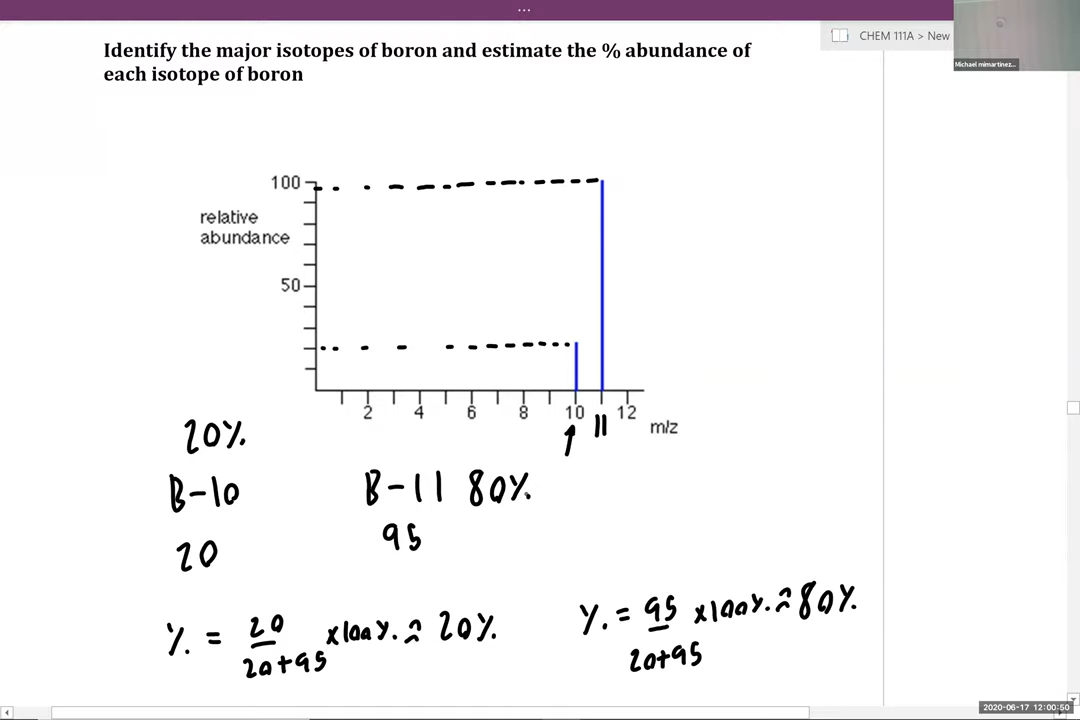 ...
CHEM 111A > New
Michael mimartinez...
Identify the major isotopes of boron and estimate the % abundance of
each isotope of boron
100
relative
abundance
50
2 4 6 8 10 12
m/z
11
20%
B-10 B-11 80%
20 95
% = 20/20+95 x100% ≈ 20%
% = 95/20+95 x100% ≈ 80%
2020-06-17 12:00:50